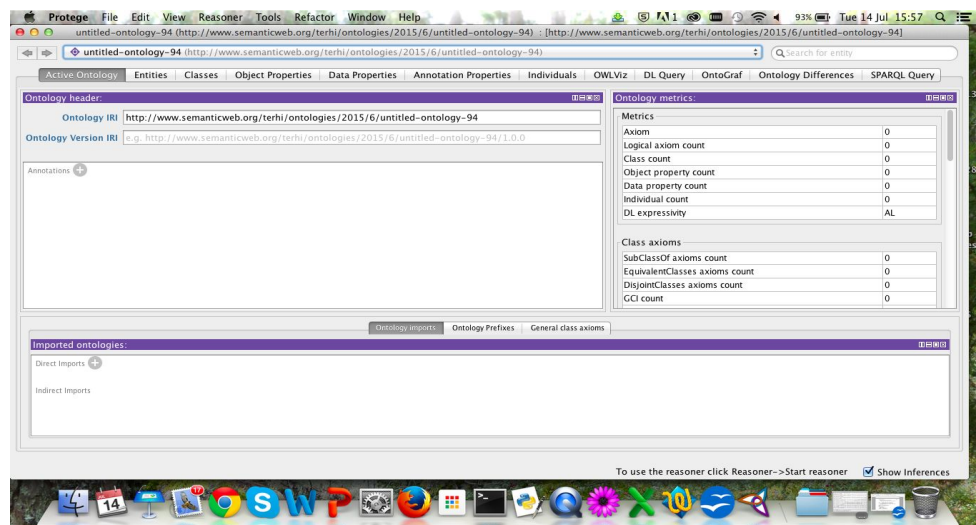 Protege File Edit View Reasoner Tools Refactor Window Help 1 93% Tue 14 Jul 15:57
untitled-ontology-94 (http://www.semanticweb.org/terhi/ontologies/2015/6/untitled-ontology-94) : [http://www.semanticweb.org/terhi/ontologies/2015/6/untitled-ontology-94]
untitled-ontology-94 (http://www.semanticweb.org/terhi/ontologies/2015/6/untitled-ontology-94) Search for entity
Active Ontology Entities Classes Object Properties Data Properties Annotation Properties Individuals OWLViz DL Query OntoGraf Ontology Differences SPARQL Query
Ontology header:
Ontology IRI http://www.semanticweb.org/terhi/ontologies/2015/6/untitled-ontology-94
Ontology Version IRI e.g. http://www.semanticweb.org/terhi/ontologies/2015/6/untitled-ontology-94/1.0.0
Annotations
Ontology metrics:
Metrics
Axiom 0
Logical axiom count 0
Class count 0
Object property count 0
Data property count 0
Individual count 0
DL expressivity AL
Class axioms
SubClassOf axioms count 0
EquivalentClasses axioms count 0
DisjointClasses axioms count 0
GCI count 0
Ontology imports Ontology Prefixes General class axioms
Imported ontologies:
Direct Imports
Indirect Imports
To use the reasoner click Reasoner->Start reasoner Show Inferences
14 17